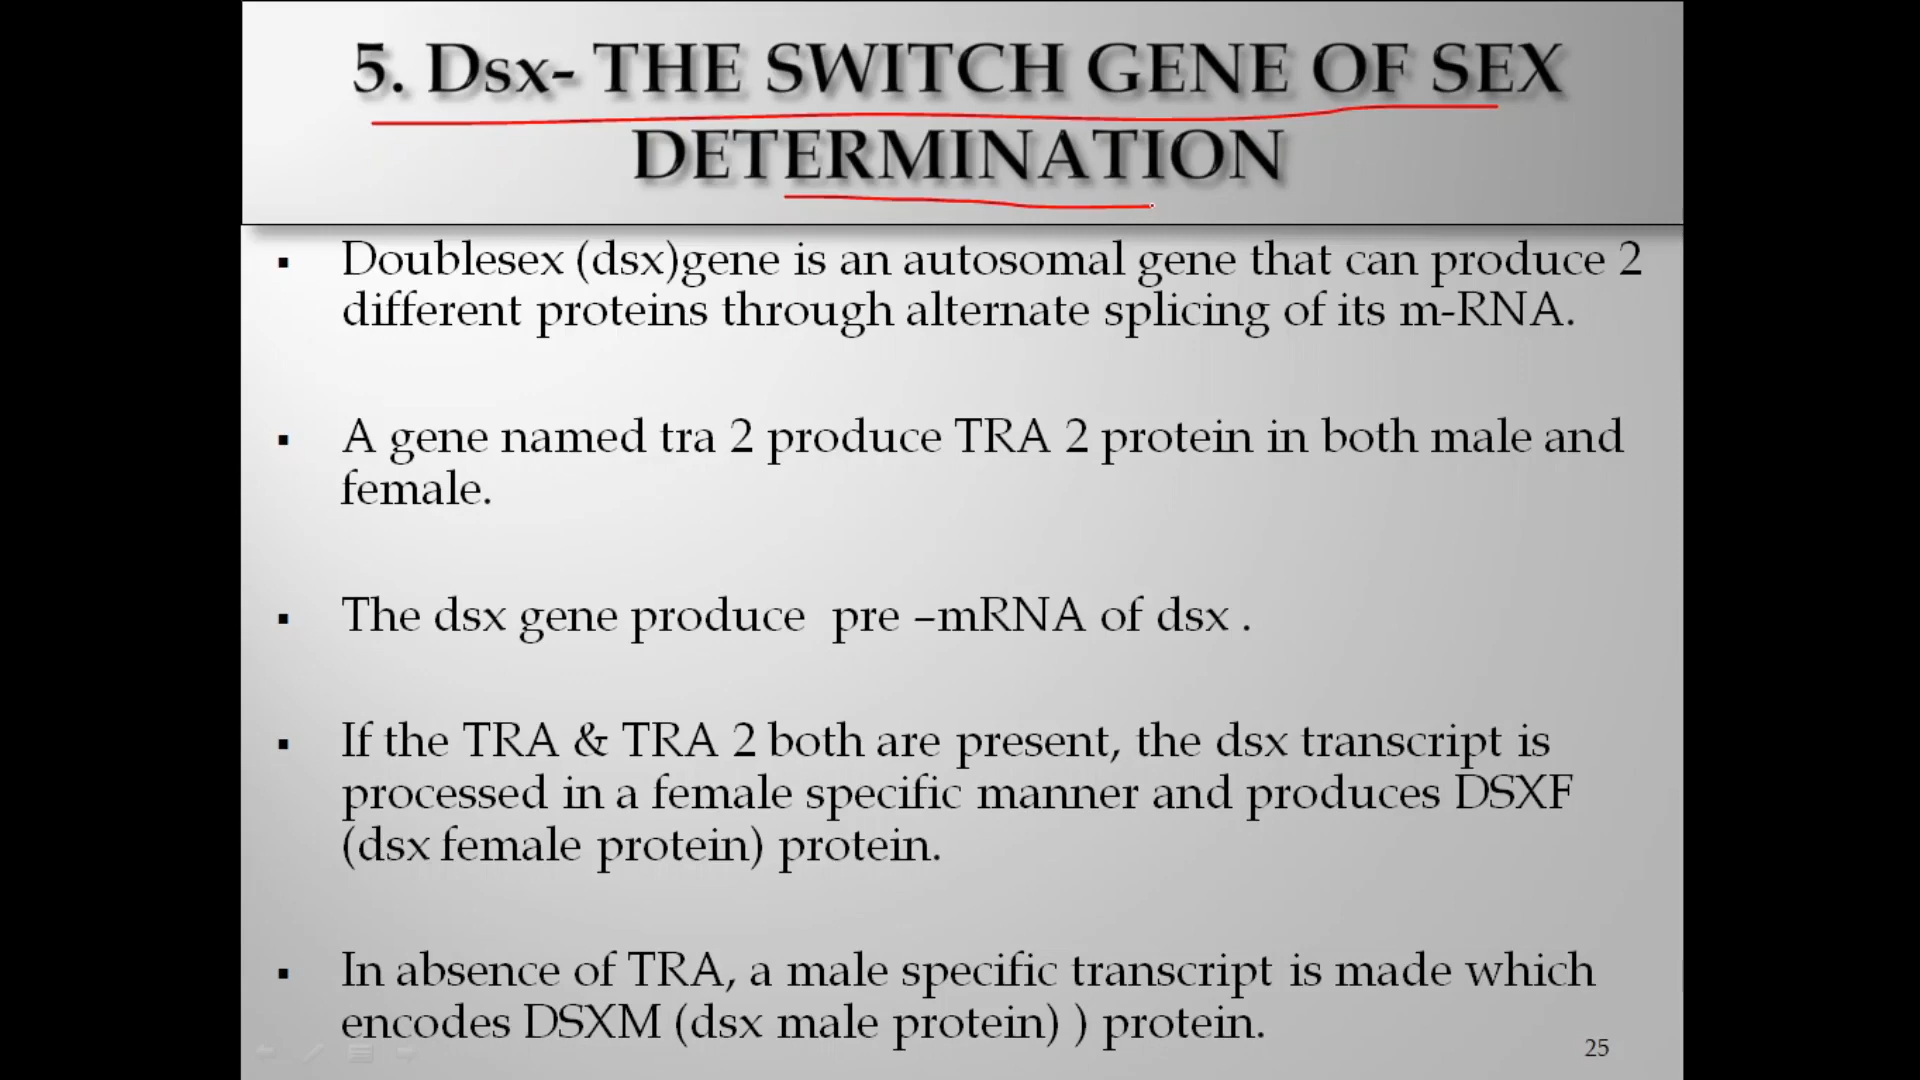 5. Dsx- THE SWITCH GENE OF SEX
DETERMINATION
▪ Doublesex (dsx)gene is an autosomal gene that can produce 2
different proteins through alternate splicing of its m-RNA.
▪ A gene named tra 2 produce TRA 2 protein in both male and
female.
▪ The dsx gene produce pre –mRNA of dsx .
▪ If the TRA & TRA 2 both are present, the dsx transcript is
processed in a female specific manner and produces DSXF
(dsx female protein) protein.
▪ In absence of TRA, a male specific transcript is made which
encodes DSXM (dsx male protein) ) protein.
25